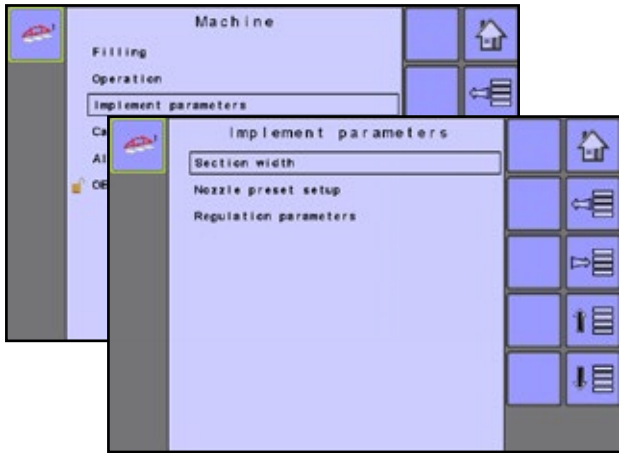 Machine
Filling
Operation
Implement parameters
Ca
Al
OE
Implement parameters
Section width
Nozzle preset setup
Regulation parameters